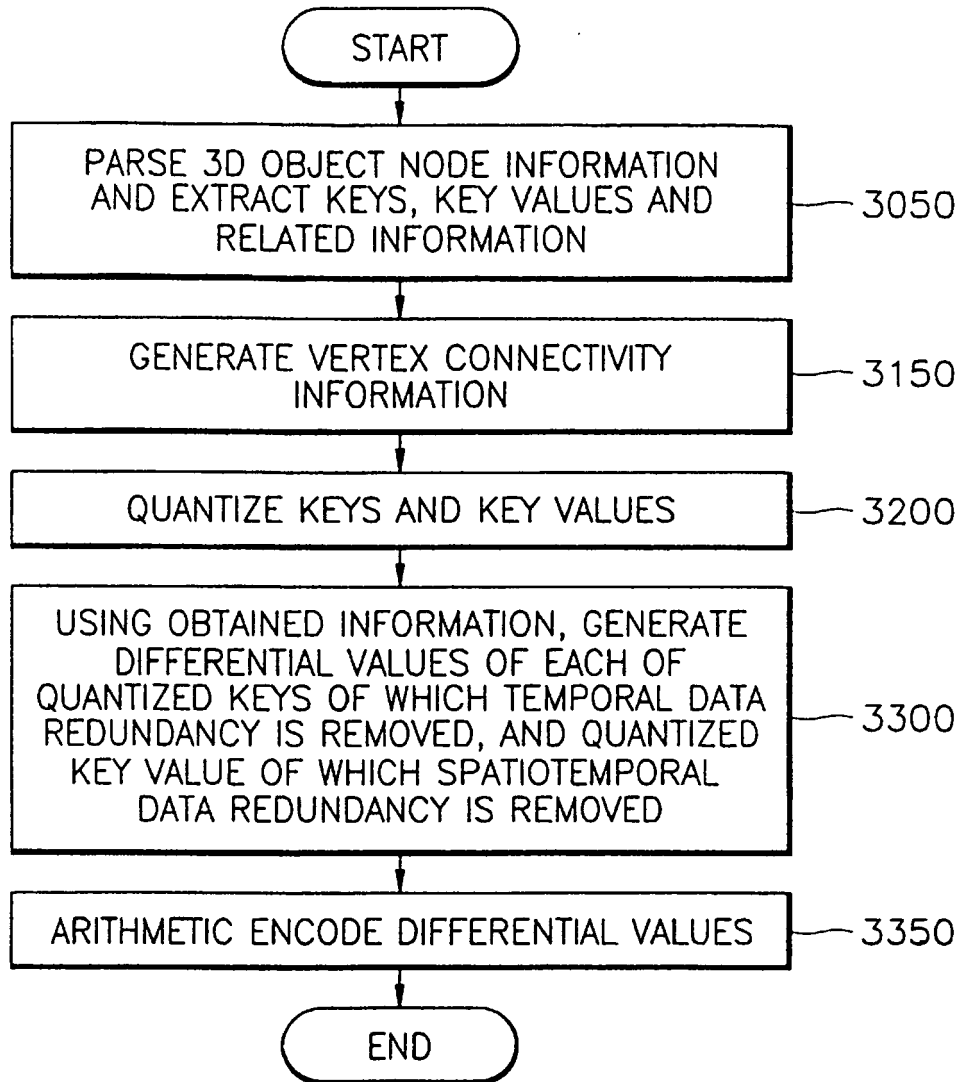 START
PARSE 3D OBJECT NODE INFORMATION
AND EXTRACT KEYS, KEY VALUES AND
RELATED INFORMATION
3050
GENERATE VERTEX CONNECTIVITY
INFORMATION
3150
QUANTIZE KEYS AND KEY VALUES
3200
USING OBTAINED INFORMATION, GENERATE
DIFFERENTIAL VALUES OF EACH OF
QUANTIZED KEYS OF WHICH TEMPORAL DATA
REDUNDANCY IS REMOVED, AND QUANTIZED
KEY VALUE OF WHICH SPATIOTEMPORAL
DATA REDUNDANCY IS REMOVED
3300
ARITHMETIC ENCODE DIFFERENTIAL VALUES
3350
END